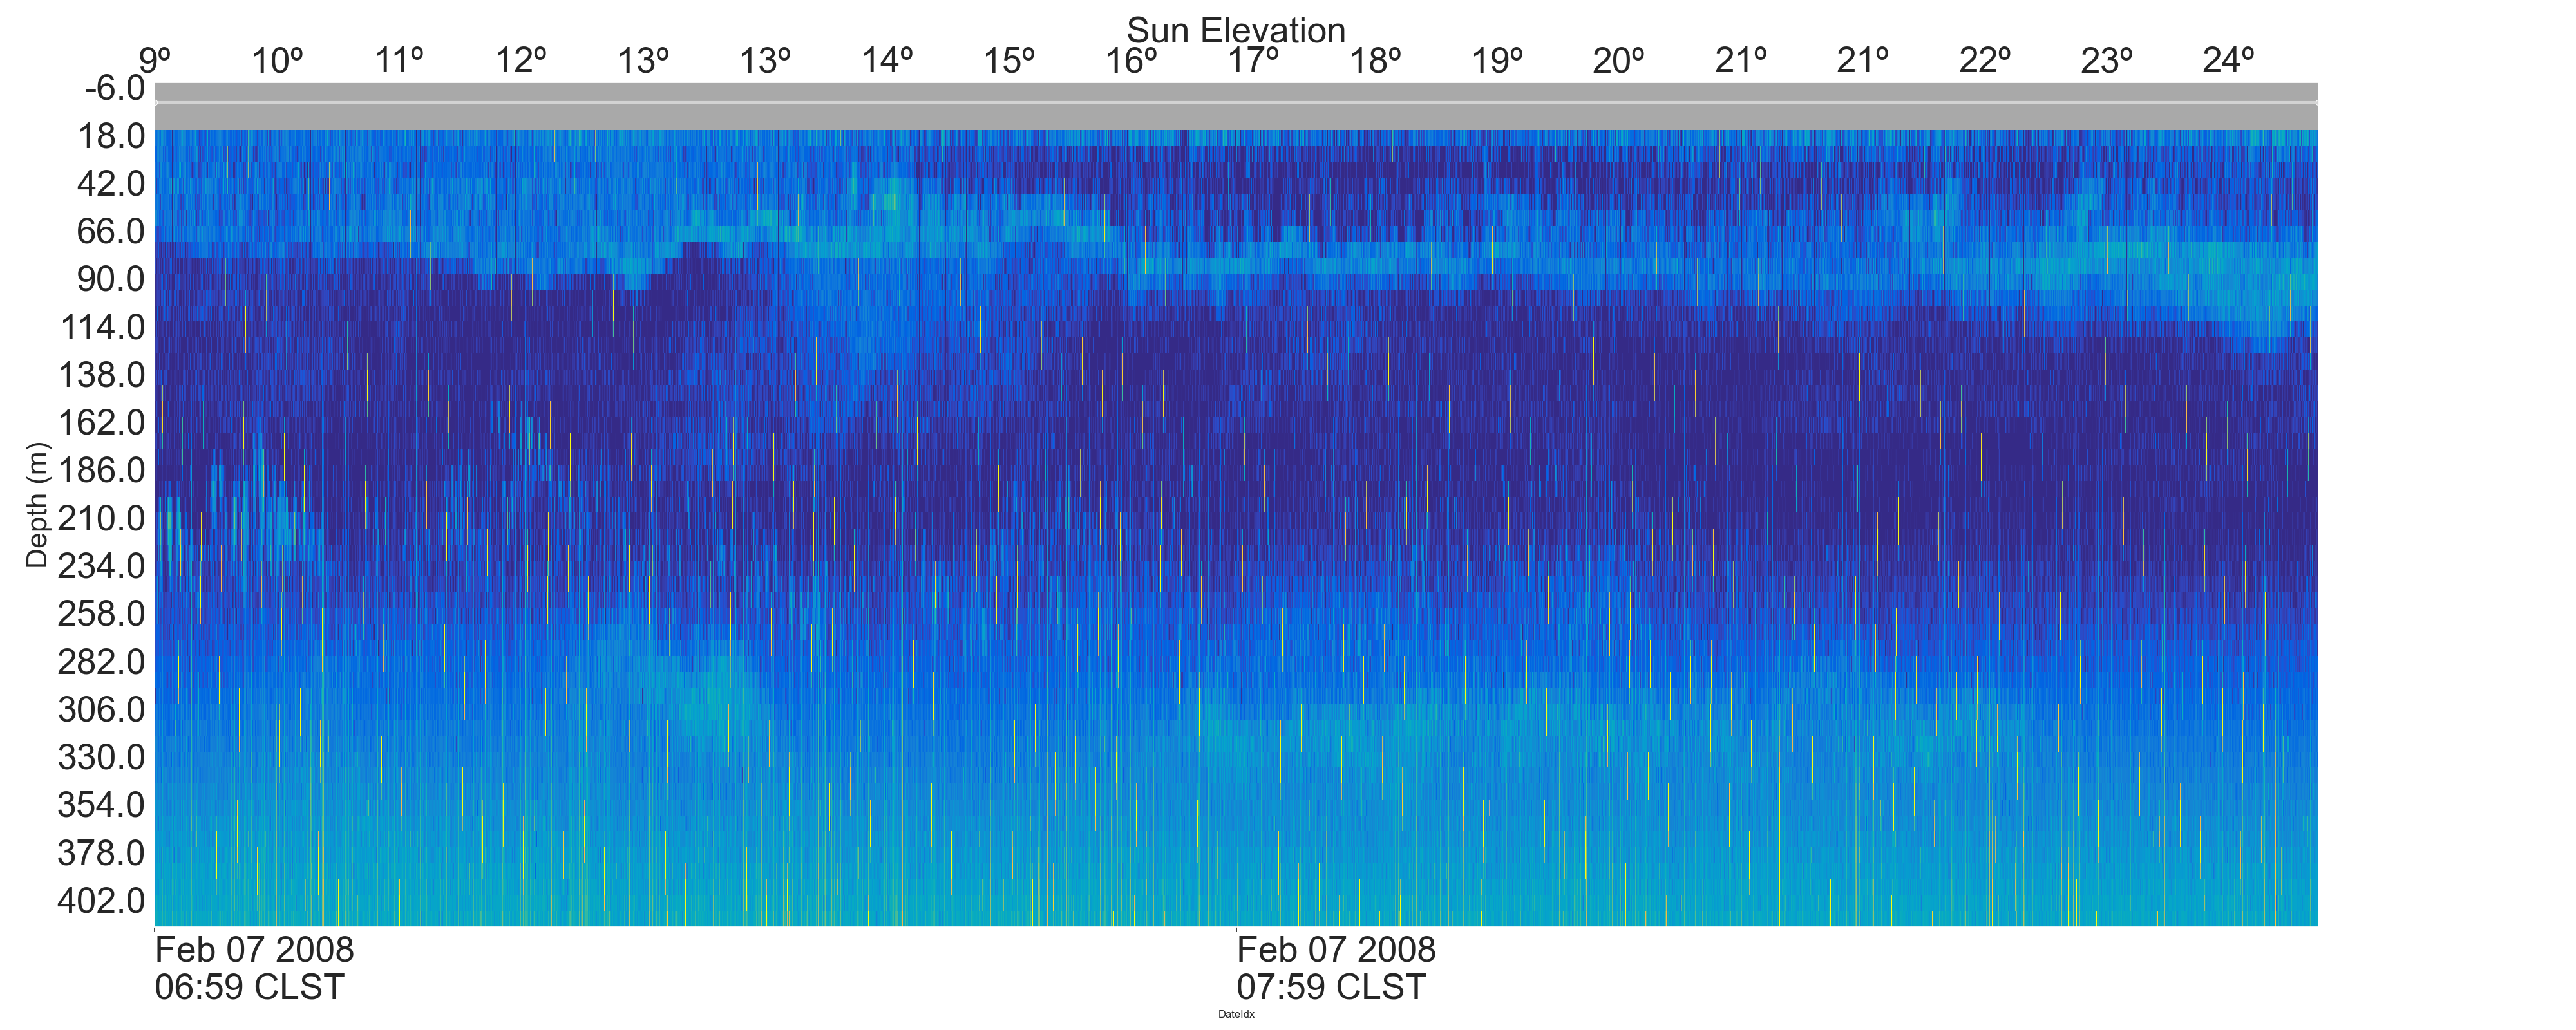 Sun Elevation
9º 10º 11º 12º 13º 13º 14º 15º 16º 17º 18º 19º 20º 21º 21º 22º 23º 24º
-6.0
18.0
42.0
66.0
90.0
114.0
138.0
162.0
186.0
210.0
234.0
258.0
282.0
306.0
330.0
354.0
378.0
402.0
Depth (m)
Feb 07 2008
06:59 CLST
Feb 07 2008
07:59 CLST
DateIdx